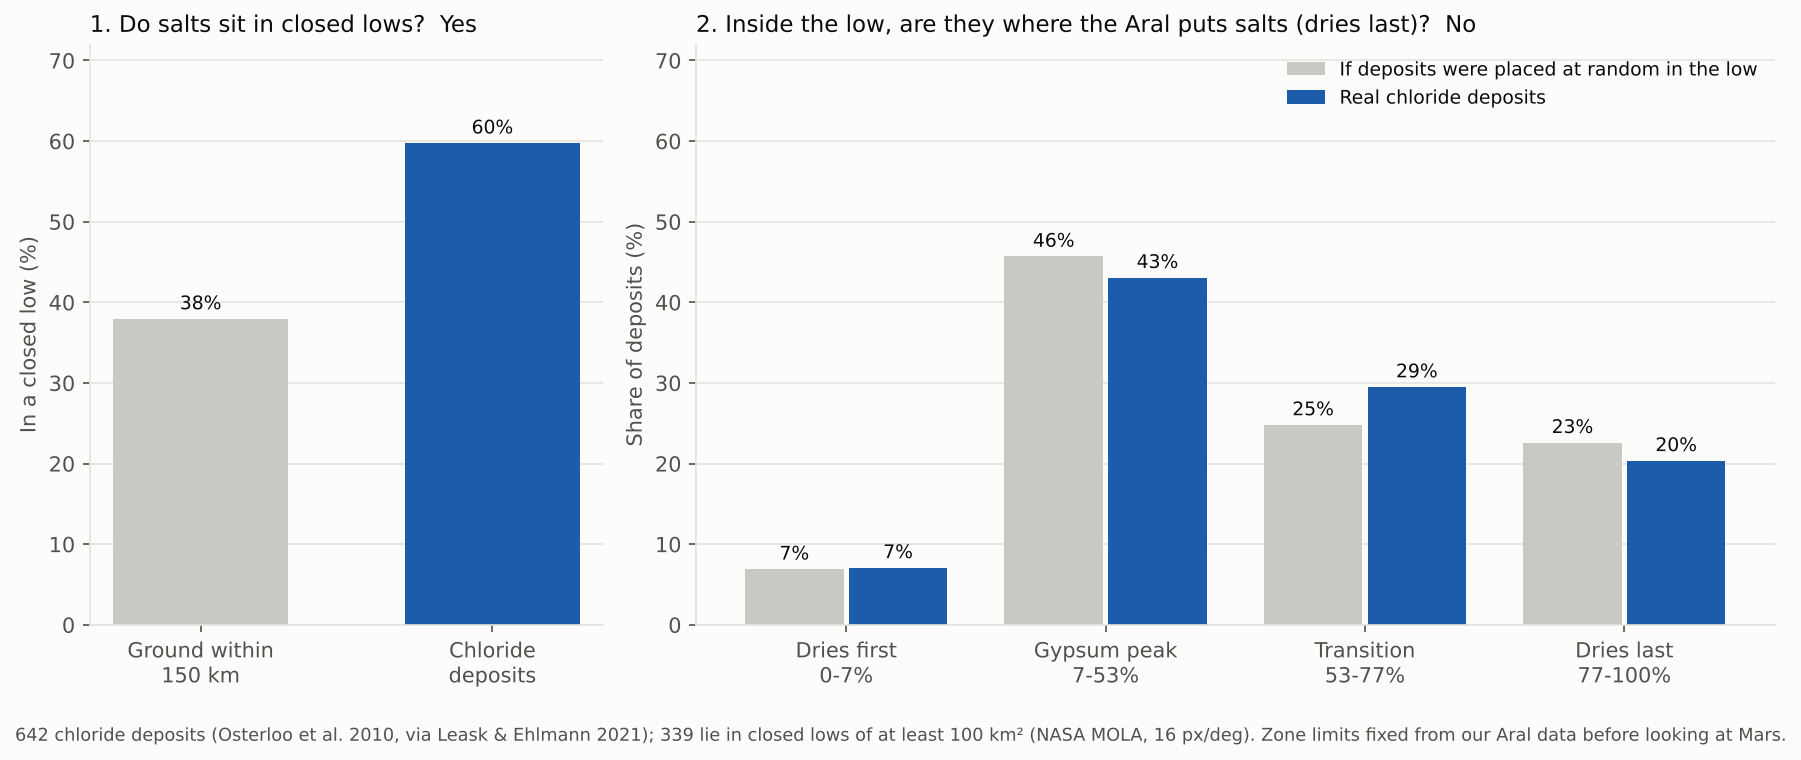 1. Do salts sit in closed lows?  Yes
In a closed low (%)
70
60
50
40
30
20
10
0
38%
60%
Ground within
150 km
Chloride
deposits
2. Inside the low, are they where the Aral puts salts (dries last)?  No
If deposits were placed at random in the low
Real chloride deposits
Share of deposits (%)
70
60
50
40
30
20
10
0
7%
7%
46%
43%
25%
29%
23%
20%
Dries first
0-7%
Gypsum peak
7-53%
Transition
53-77%
Dries last
77-100%
642 chloride deposits (Osterloo et al. 2010, via Leask & Ehlmann 2021); 339 lie in closed lows of at least 100 km² (NASA MOLA, 16 px/deg). Zone limits fixed from our Aral data before looking at Mars.